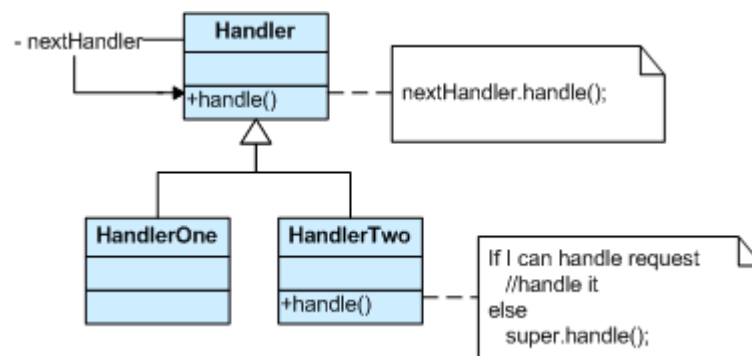 Handler
- nextHandler
+handle()
nextHandler.handle();
HandlerOne
HandlerTwo
+handle()
If I can handle request
//handle it
else
super.handle();